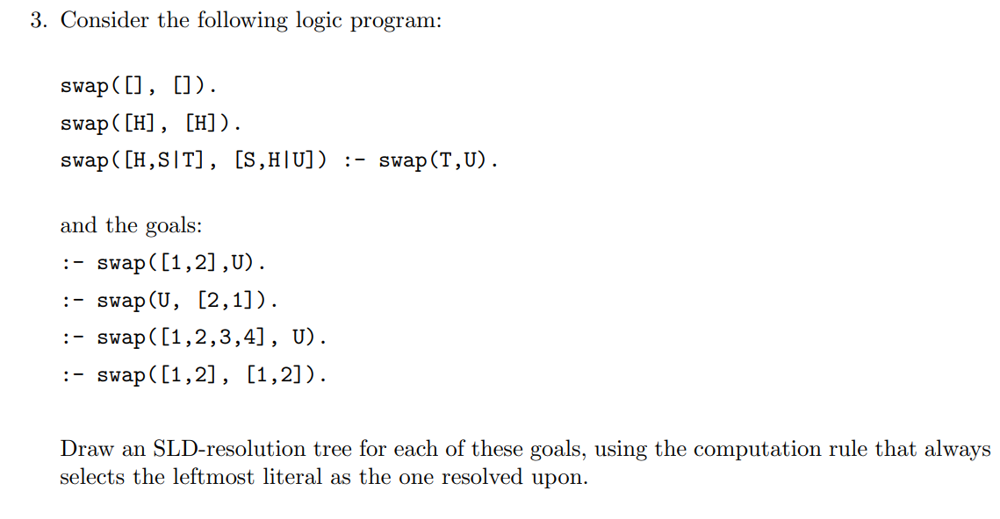 3. Consider the following logic program:
swap([], []).
swap([H], [H]).
swap([H,S|T], [S,H|U]) :- swap(T,U).
and the goals:
:- swap([1,2],U).
:- swap(U, [2,1]).
:- swap([1,2,3,4], U).
:- swap([1,2], [1,2]).
Draw an SLD-resolution tree for each of these goals, using the computation rule that always
selects the leftmost literal as the one resolved upon.